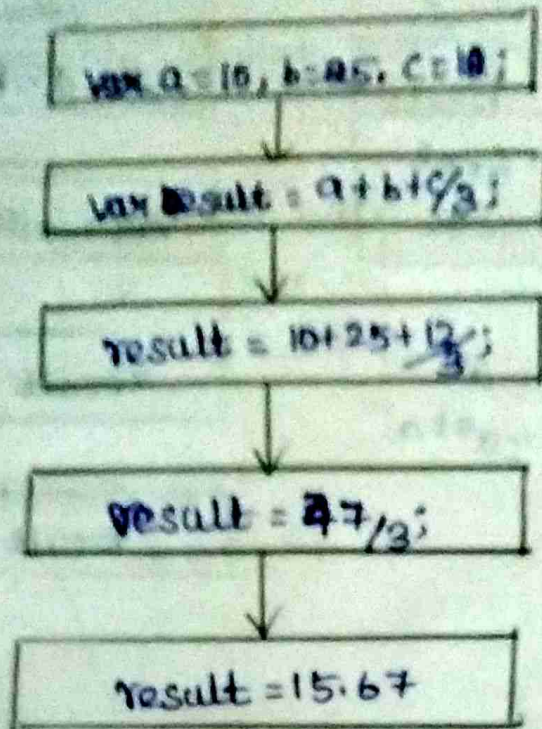 var a = 10, b = 25, c = 12;
var result = a + b + c/3;
result = 10 + 25 + 12/3;
result = 47/3;
result = 15.67